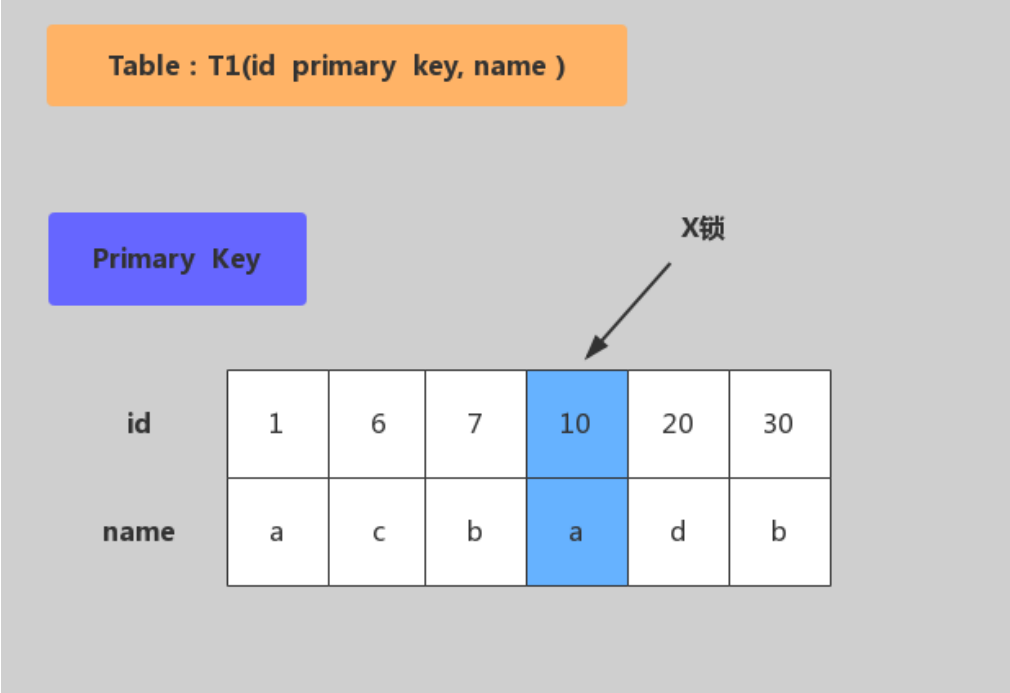 Table : T1(id primary key, name )
X锁
Primary Key
id 1 6 7 10 20 30
name a c b a d b